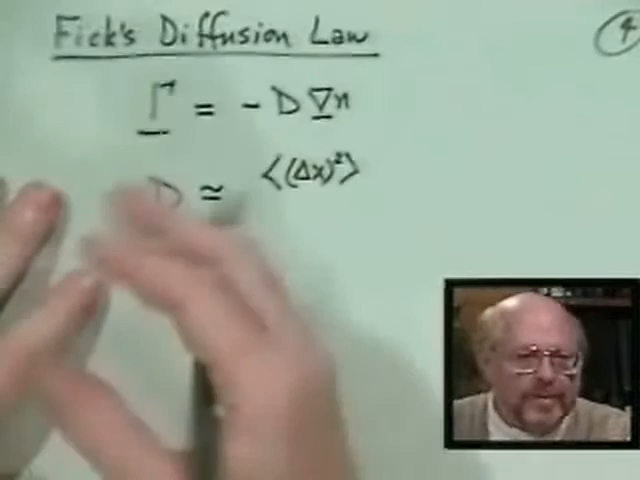 Fick's Diffusion Law
4
Γ = - D ∇n
D ≃ ⟨(Δx)²⟩